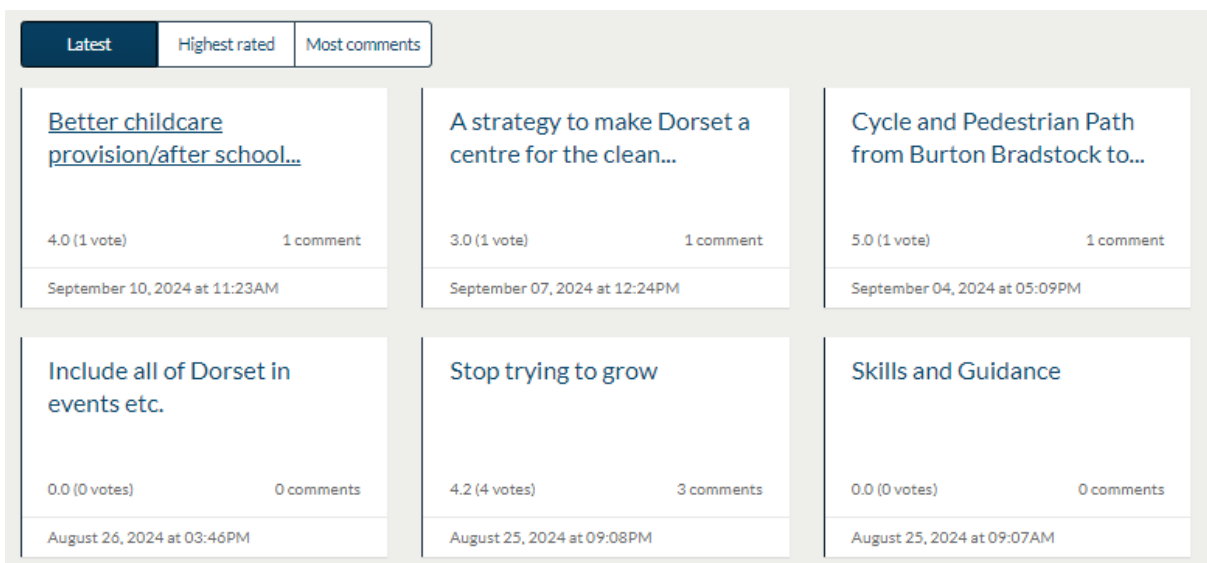 Latest Highest rated Most comments
Better childcare
provision/after school...
4.0 (1 vote) 1 comment
September 10, 2024 at 11:23AM
A strategy to make Dorset a
centre for the clean...
3.0 (1 vote) 1 comment
September 07, 2024 at 12:24PM
Cycle and Pedestrian Path
from Burton Bradstock to...
5.0 (1 vote) 1 comment
September 04, 2024 at 05:09PM
Include all of Dorset in
events etc.
0.0 (0 votes) 0 comments
August 26, 2024 at 03:46PM
Stop trying to grow
4.2 (4 votes) 3 comments
August 25, 2024 at 09:08PM
Skills and Guidance
0.0 (0 votes) 0 comments
August 25, 2024 at 09:07AM